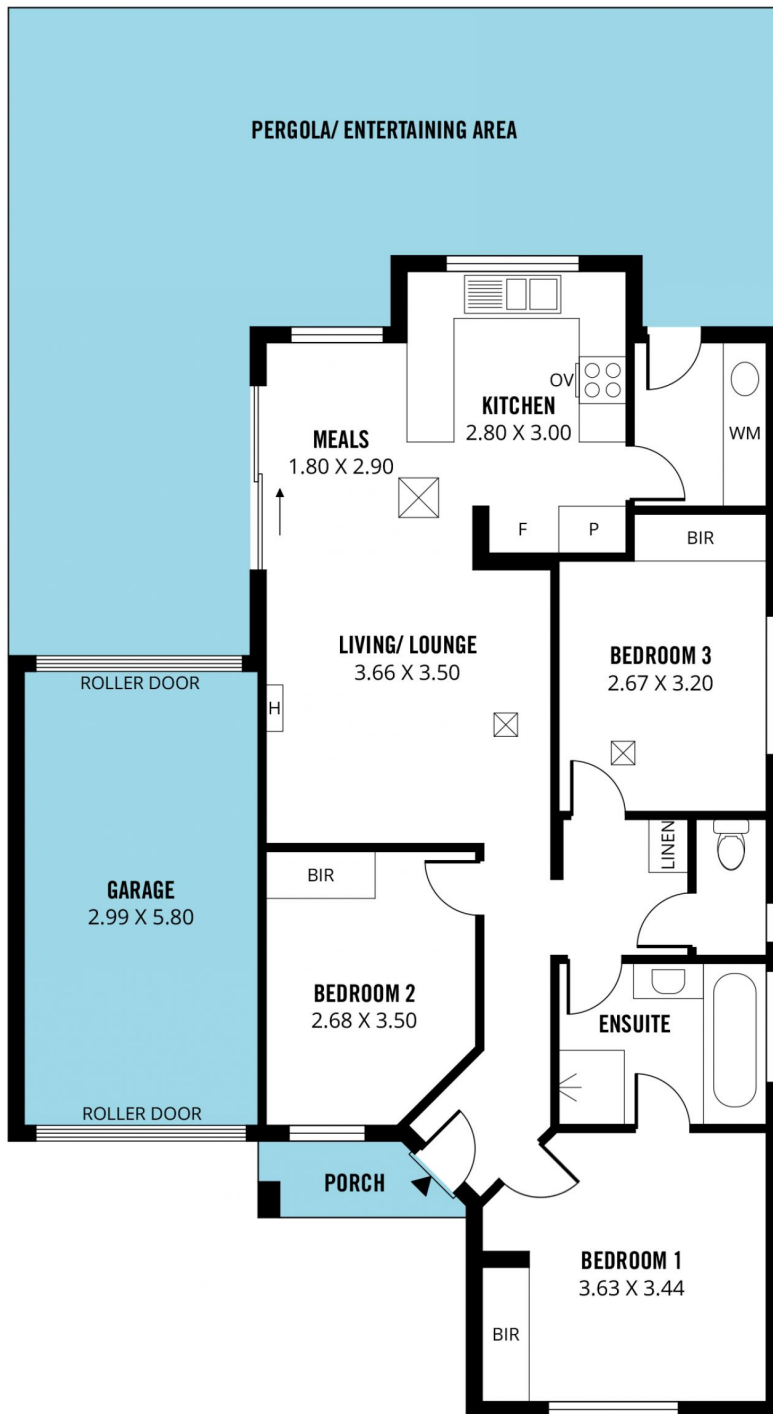 PERGOLA/ ENTERTAINING AREA
OV
KITCHEN
2.80 X 3.00
MEALS
1.80 X 2.90
WM
F
P
BIR
LIVING/ LOUNGE
3.66 X 3.50
BEDROOM 3
2.67 X 3.20
ROLLER DOOR
H
LINEN
BIR
GARAGE
2.99 X 5.80
BEDROOM 2
2.68 X 3.50
ENSUITE
ROLLER DOOR
PORCH
BEDROOM 1
3.63 X 3.44
BIR